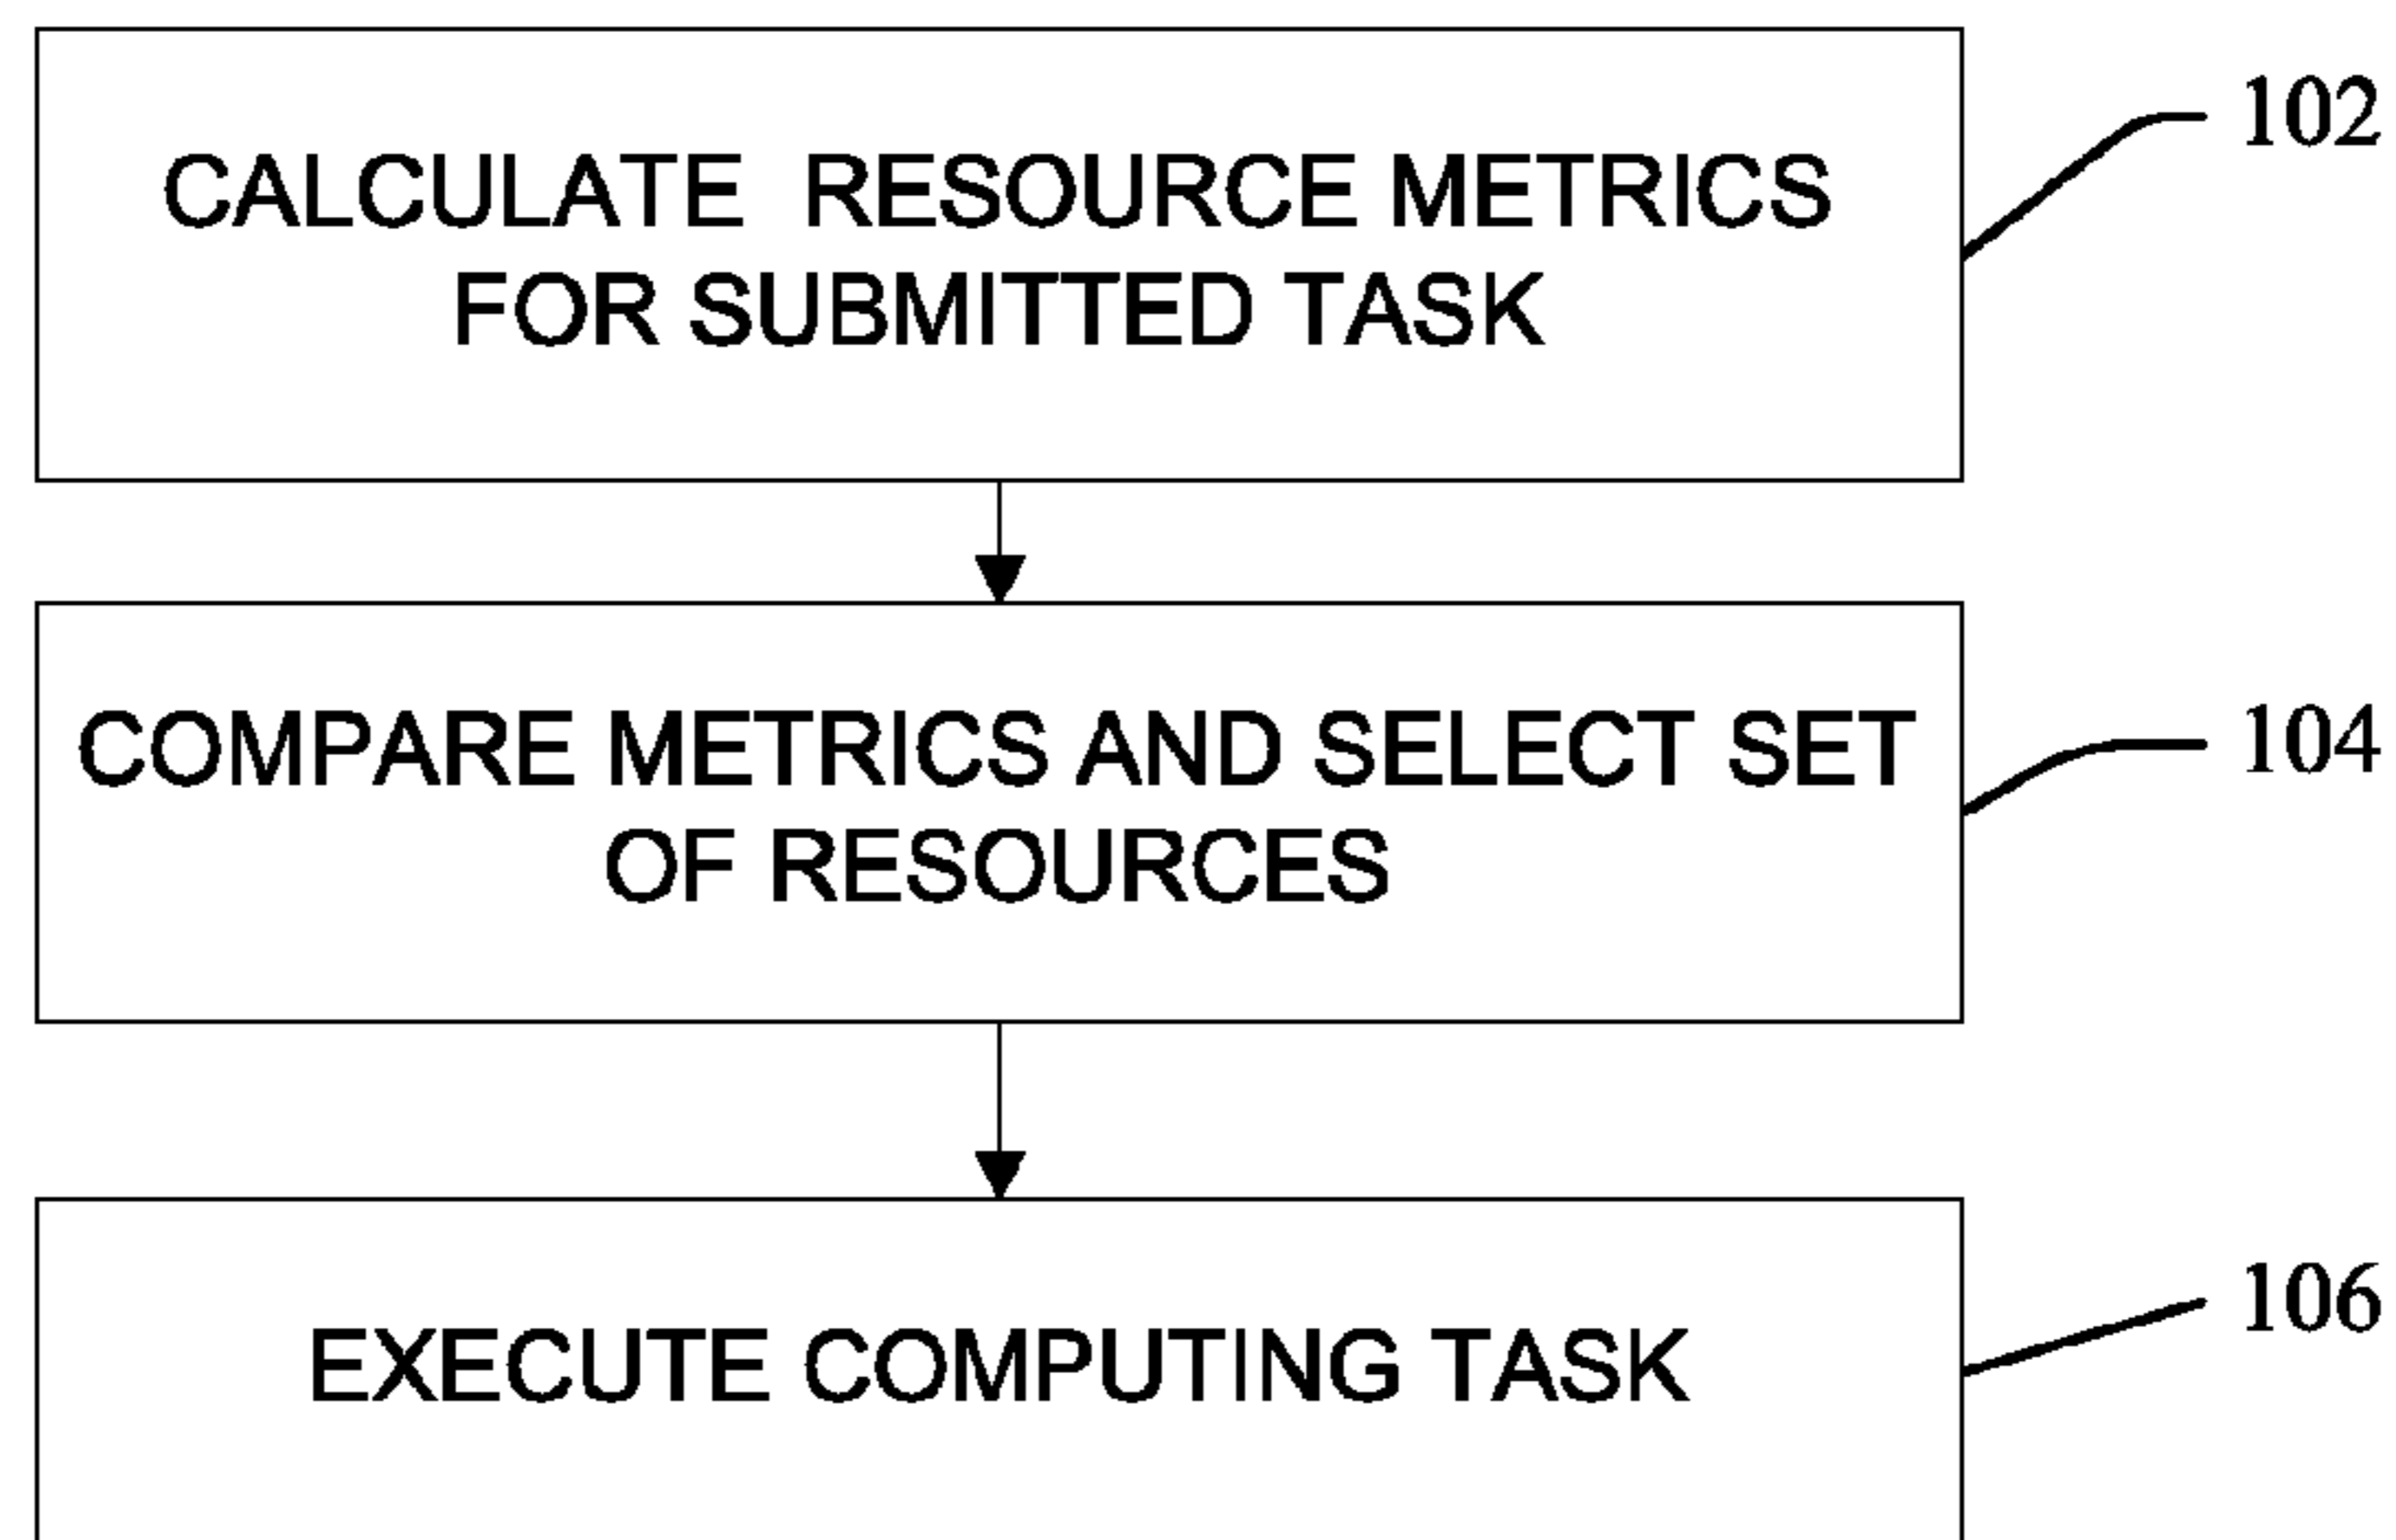 CALCULATE RESOURCE METRICS
FOR SUBMITTED TASK
102
COMPARE METRICS AND SELECT SET
OF RESOURCES
104
EXECUTE COMPUTING TASK
106